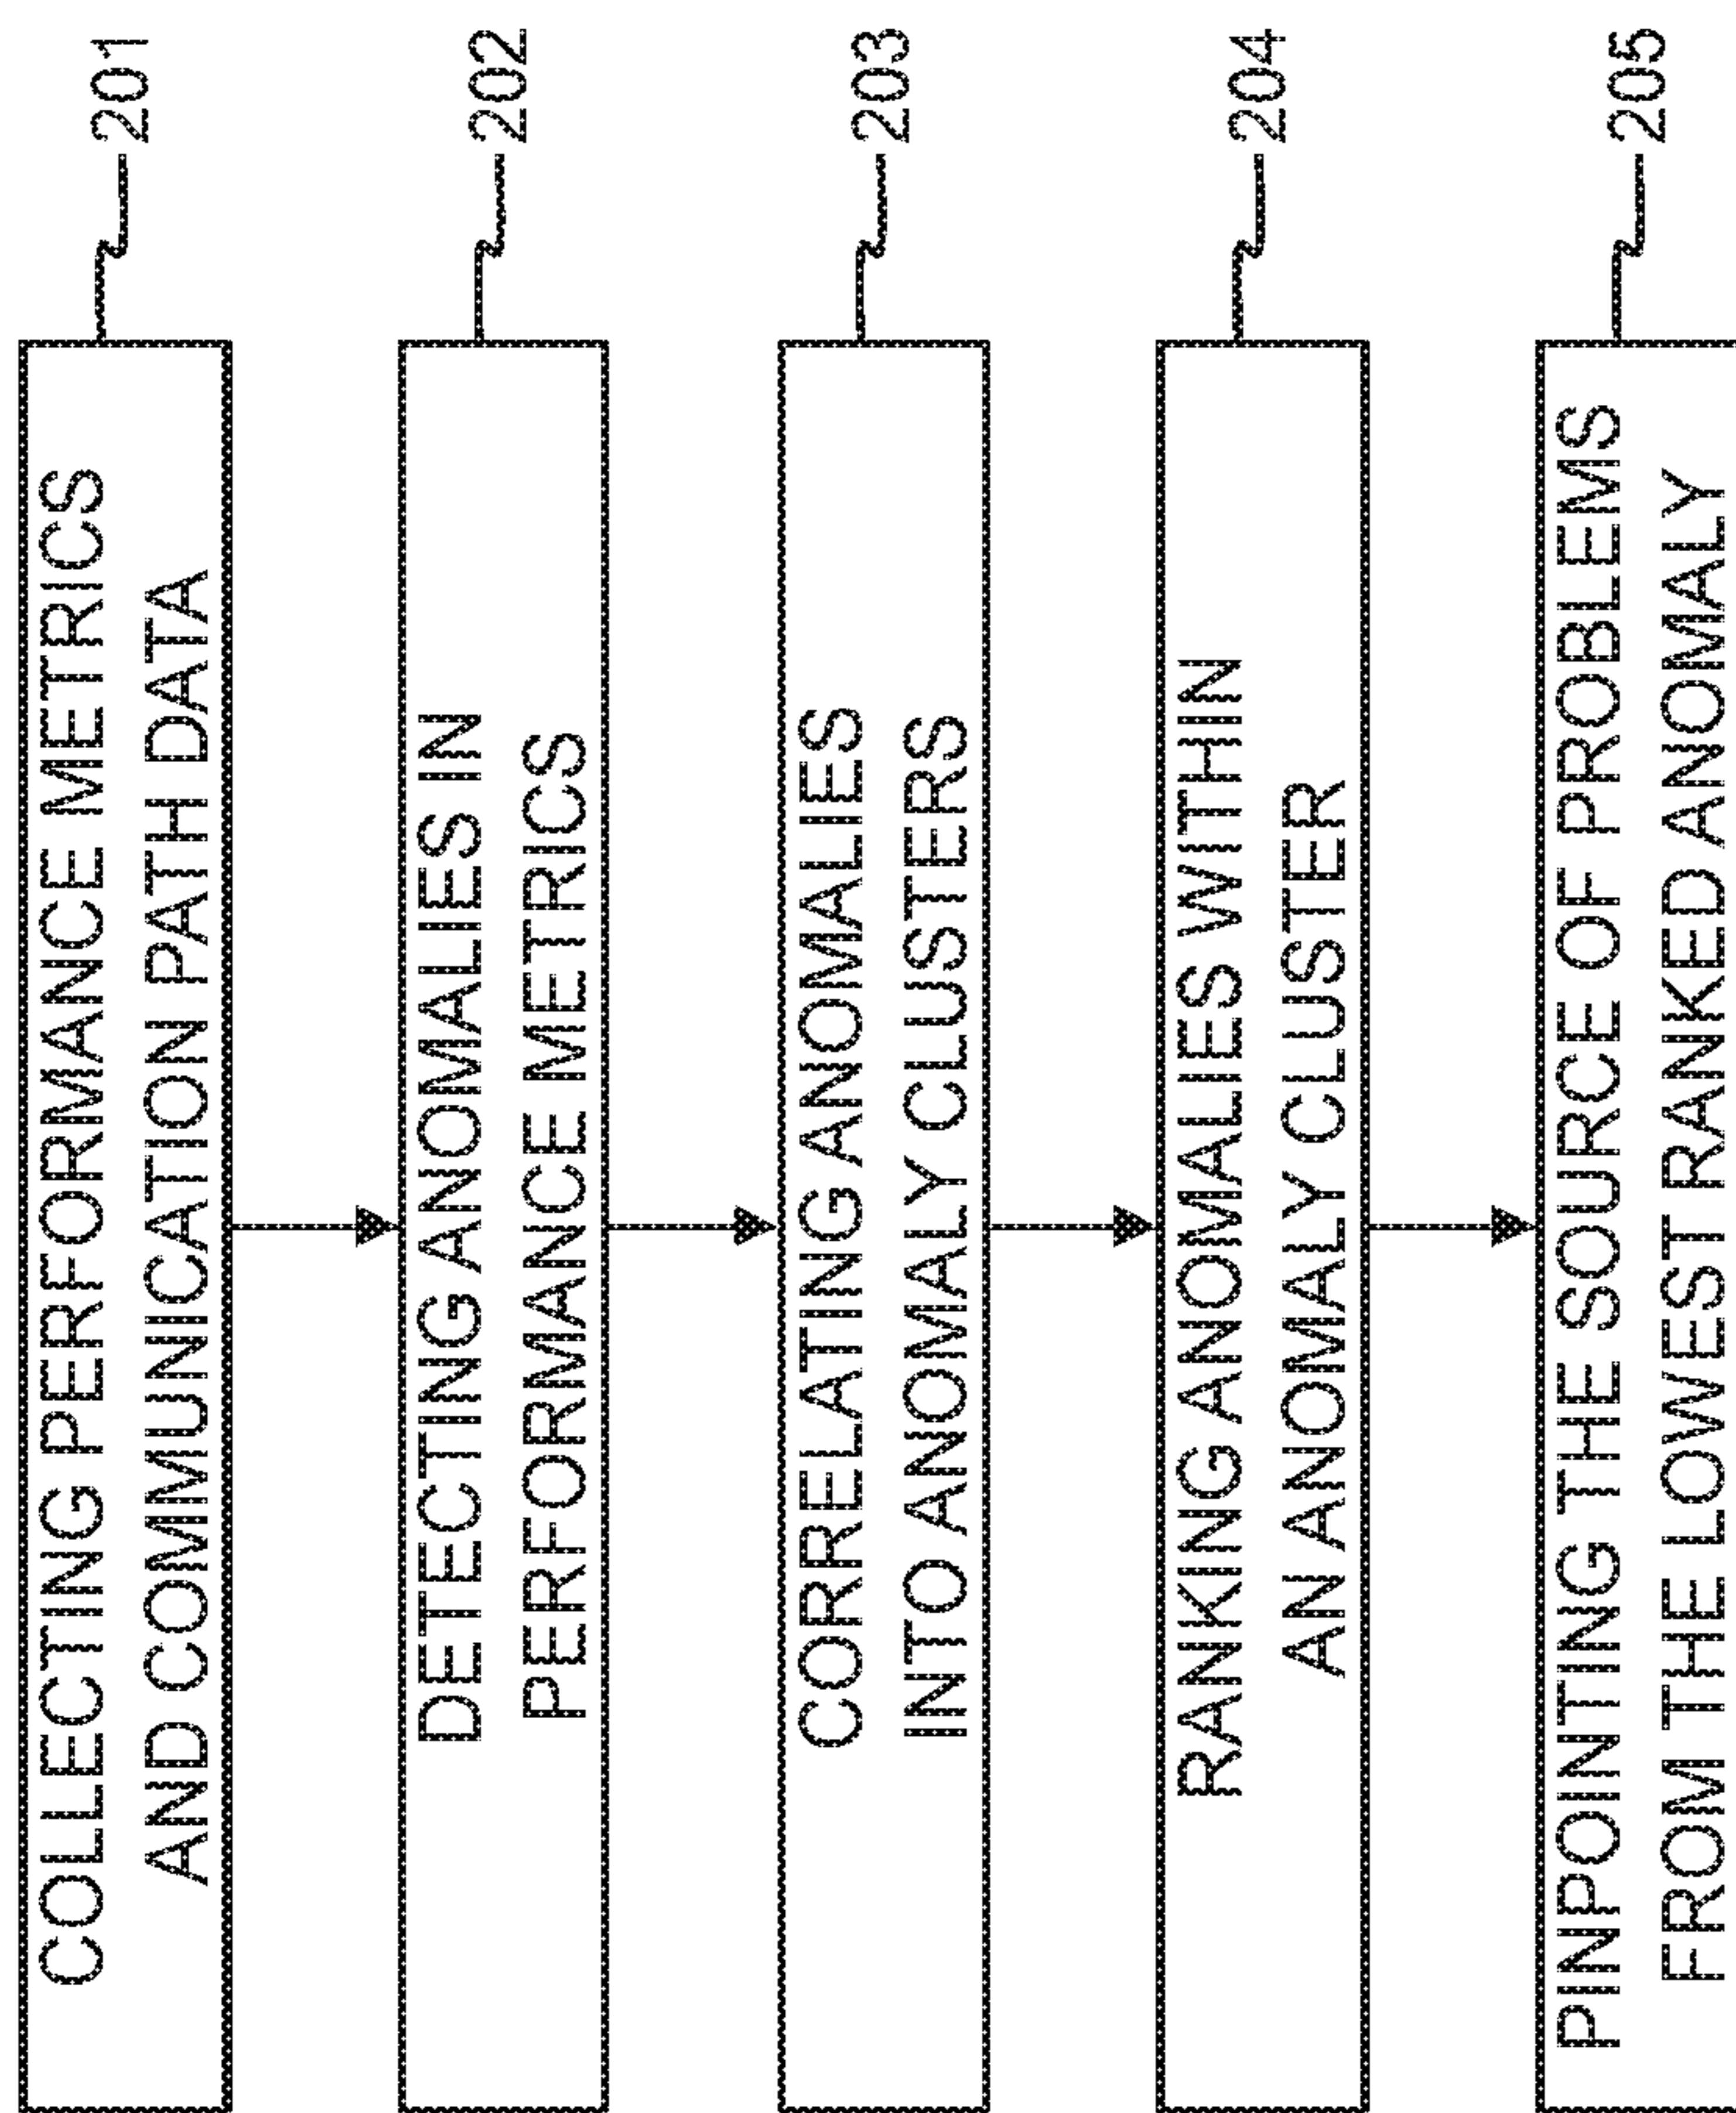 COLLECTING PERFORMANCE METRICS
AND COMMUNICATION PATH DATA
201
DETECTING ANOMALIES IN
PERFORMANCE METRICS
202
CORRELATING ANOMALIES
INTO ANOMALY CLUSTERS
203
RANKING ANOMALIES WITHIN
AN ANOMALY CLUSTER
204
PINPOINTING THE SOURCE OF PROBLEMS
FROM THE LOWEST RANKED ANOMALY
205